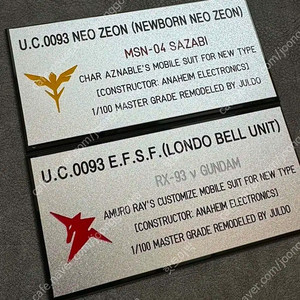 U.C.0093 NEO ZEON (NEWBORN NEO ZEON)
MSN-04 SAZABI
CHAR AZNABLE'S MOBILE SUIT FOR NEW TYPE
[CONSTRUCTOR: ANAHEIM ELECTRONICS]
1/100 MASTER GRADE REMODELED BY JULDO
U.C.0093 E.F.S.F.(LONDO BELL UNIT)
RX-93 ν GUNDAM
AMURO RAY'S CUSTOMIZE MOBILE SUIT FOR NEW TYPE
[CONSTRUCTOR: ANAHEIM ELECTRONICS]
1/100 MASTER GRADE REMODELED BY JULDO